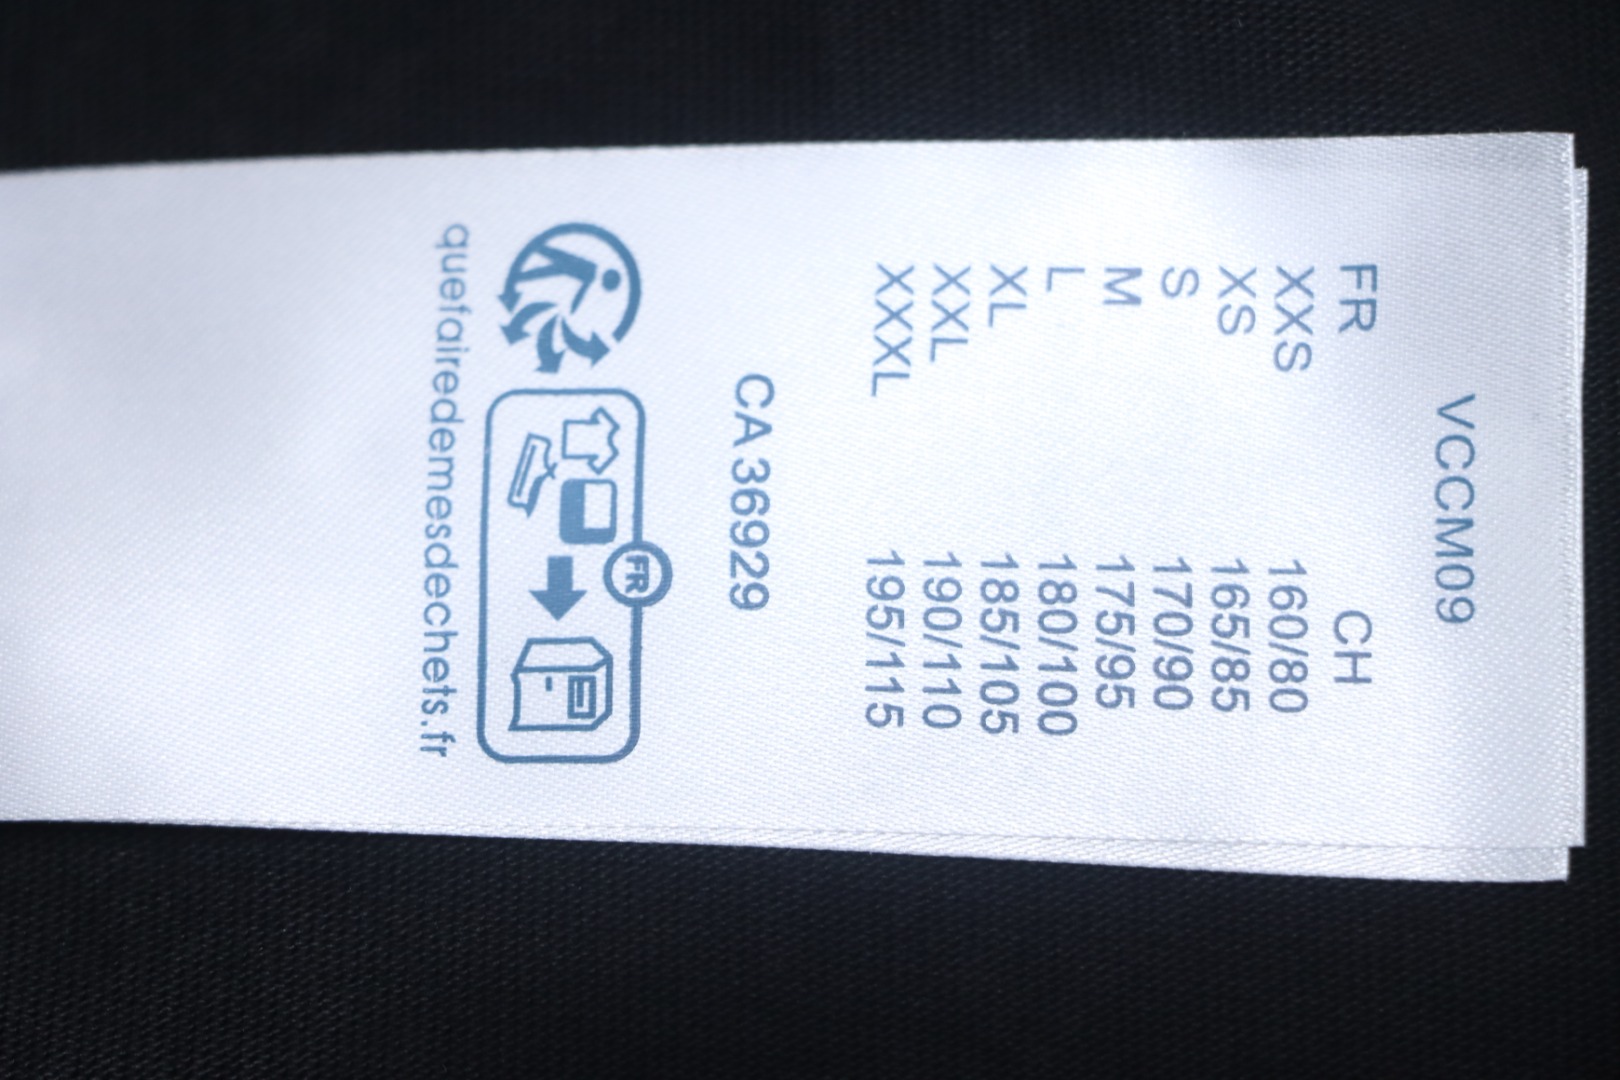 VCCM09
FR CH
XXS 160/80
XS 165/85
S 170/90
M 175/95
L 180/100
XL 185/105
XXL 190/110
XXXL 195/115
CA 36929
FR
quefairedemesdechets.fr